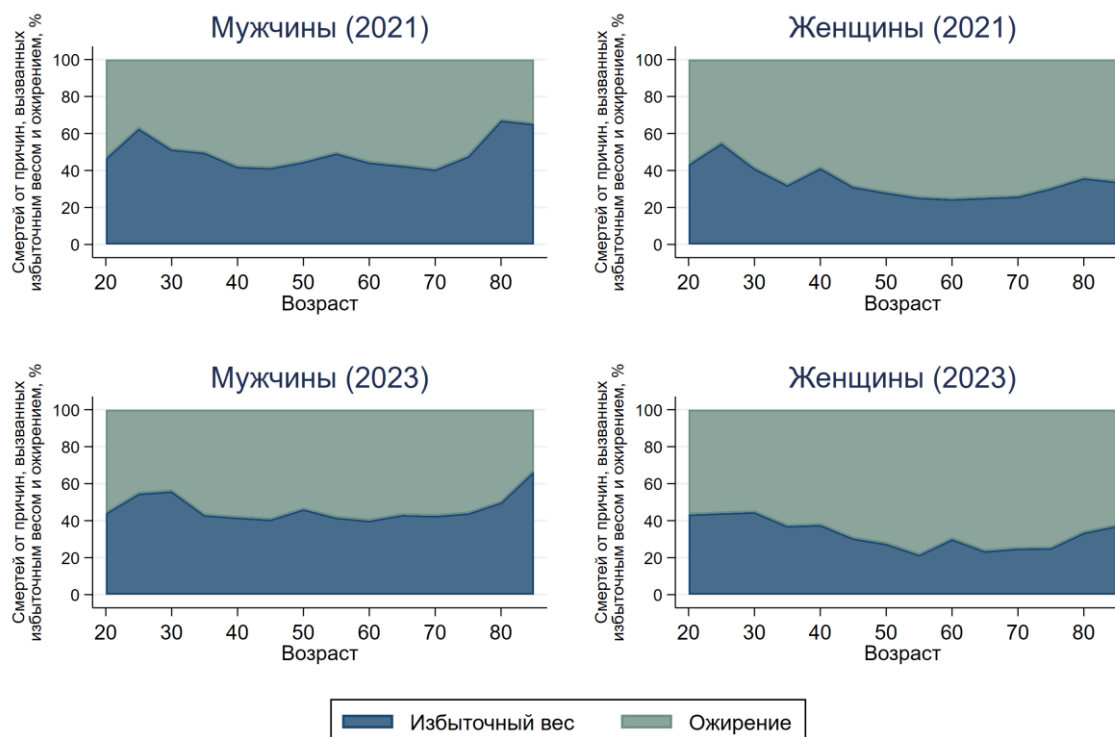 Мужчины (2021)
Смертей от причин, вызванных
избыточным весом и ожирением, %
100
80
60
40
20
0
20 30 40 50 60 70 80
Возраст
Женщины (2021)
Смертей от причин, вызванных
избыточным весом и ожирением, %
100
80
60
40
20
0
20 30 40 50 60 70 80
Возраст
Мужчины (2023)
Смертей от причин, вызванных
избыточным весом и ожирением, %
100
80
60
40
20
0
20 30 40 50 60 70 80
Возраст
Женщины (2023)
Смертей от причин, вызванных
избыточным весом и ожирением, %
100
80
60
40
20
0
20 30 40 50 60 70 80
Возраст
Избыточный вес Ожирение